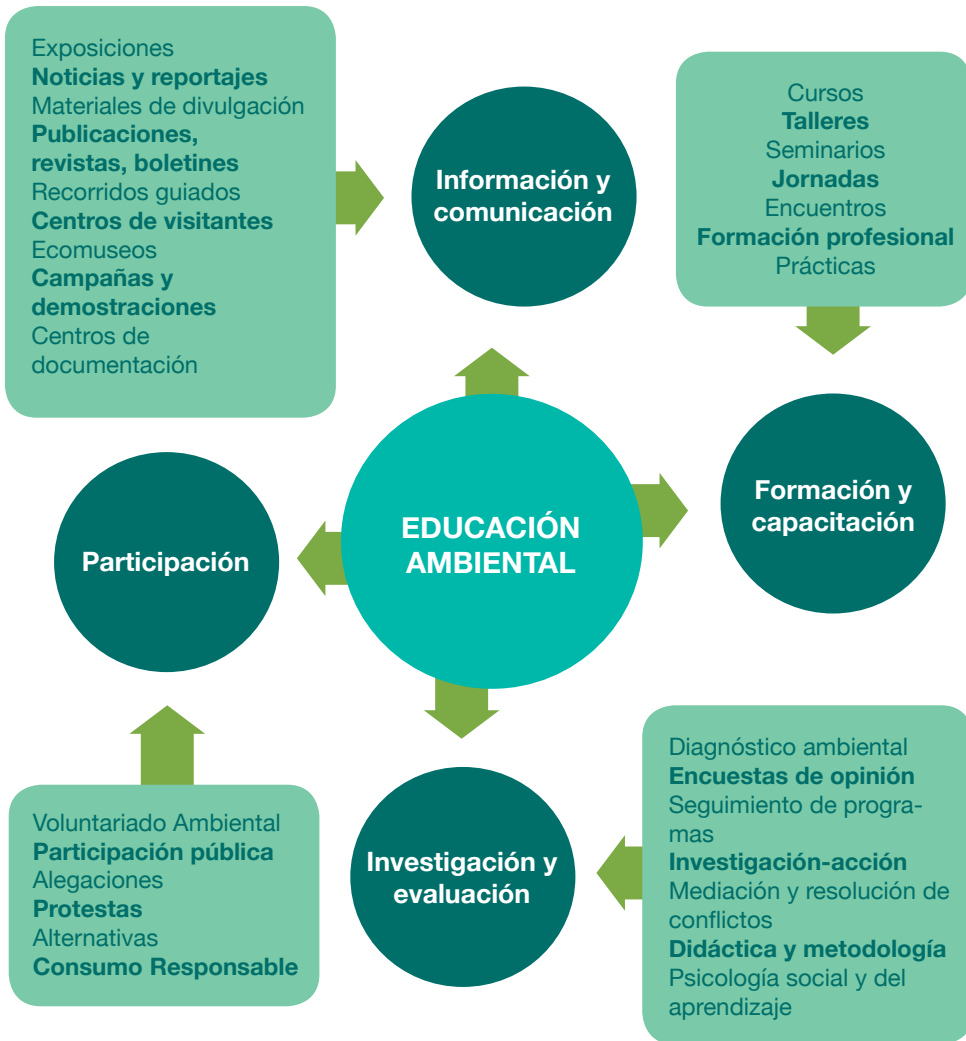 Exposiciones
Noticias y reportajes
Materiales de divulgación
Publicaciones,
revistas, boletines
Recorridos guiados
Centros de visitantes
Ecomuseos
Campañas y
demostraciones
Centros de
documentación
Información y
comunicación
Cursos
Talleres
Seminarios
Jornadas
Encuentros
Formación profesional
Prácticas
Formación y
capacitación
EDUCACIÓN
AMBIENTAL
Participación
Voluntariado Ambiental
Participación pública
Alegaciones
Protestas
Alternativas
Consumo Responsable
Investigación y
evaluación
Diagnóstico ambiental
Encuestas de opinión
Seguimiento de progra-
mas
Investigación-acción
Mediación y resolución de
conflictos
Didáctica y metodología
Psicología social y del
aprendizaje